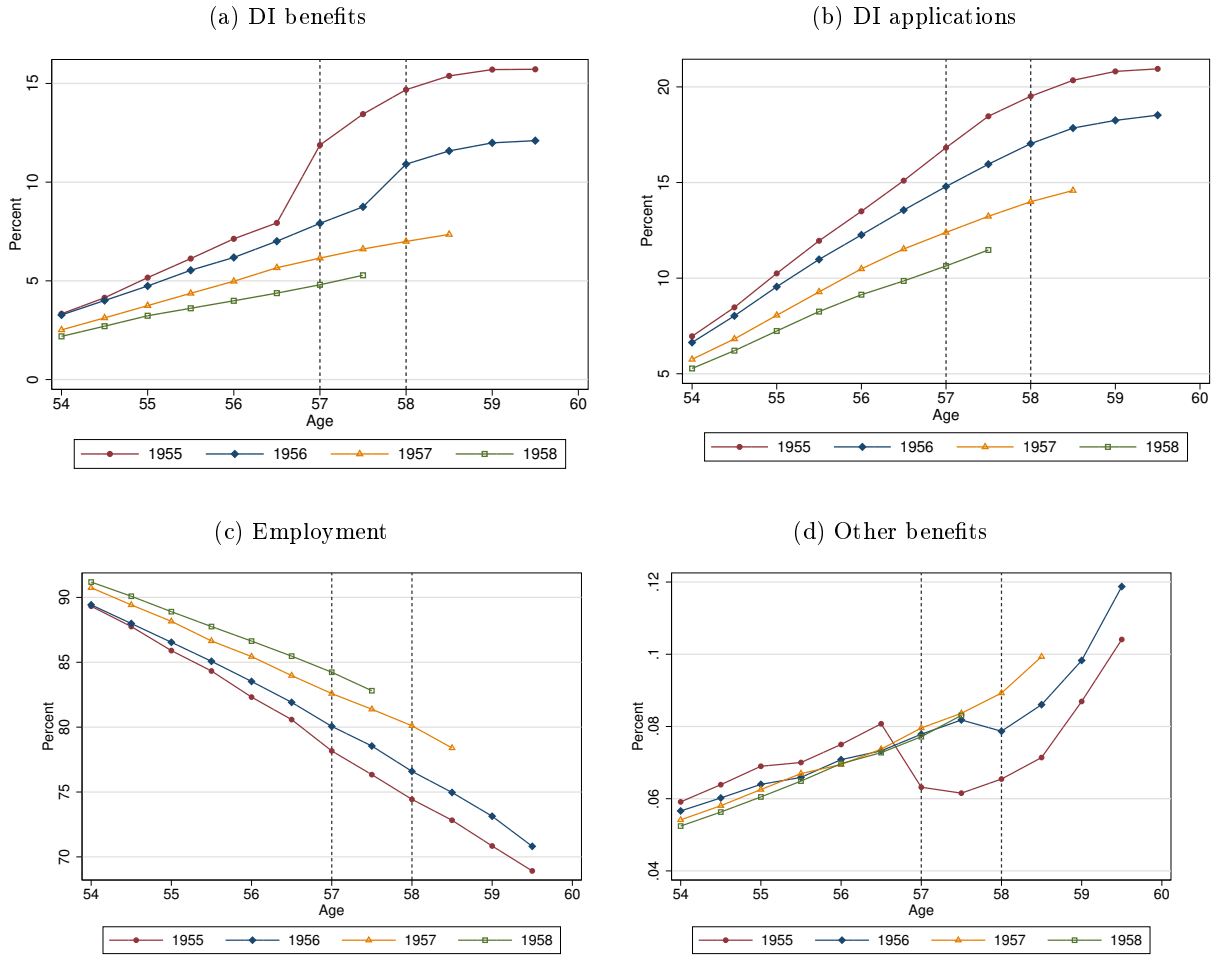 (a) DI benefits
Percent
15
10
5
0
54 55 56 57 58 59 60
Age
1955 1956 1957 1958
(b) DI applications
Percent
20
15
10
5
54 55 56 57 58 59 60
Age
1955 1956 1957 1958
(c) Employment
Percent
90
85
80
75
70
54 55 56 57 58 59 60
Age
1955 1956 1957 1958
(d) Other benefits
Percent
.12
.1
.08
.06
.04
54 55 56 57 58 59 60
Age
1955 1956 1957 1958